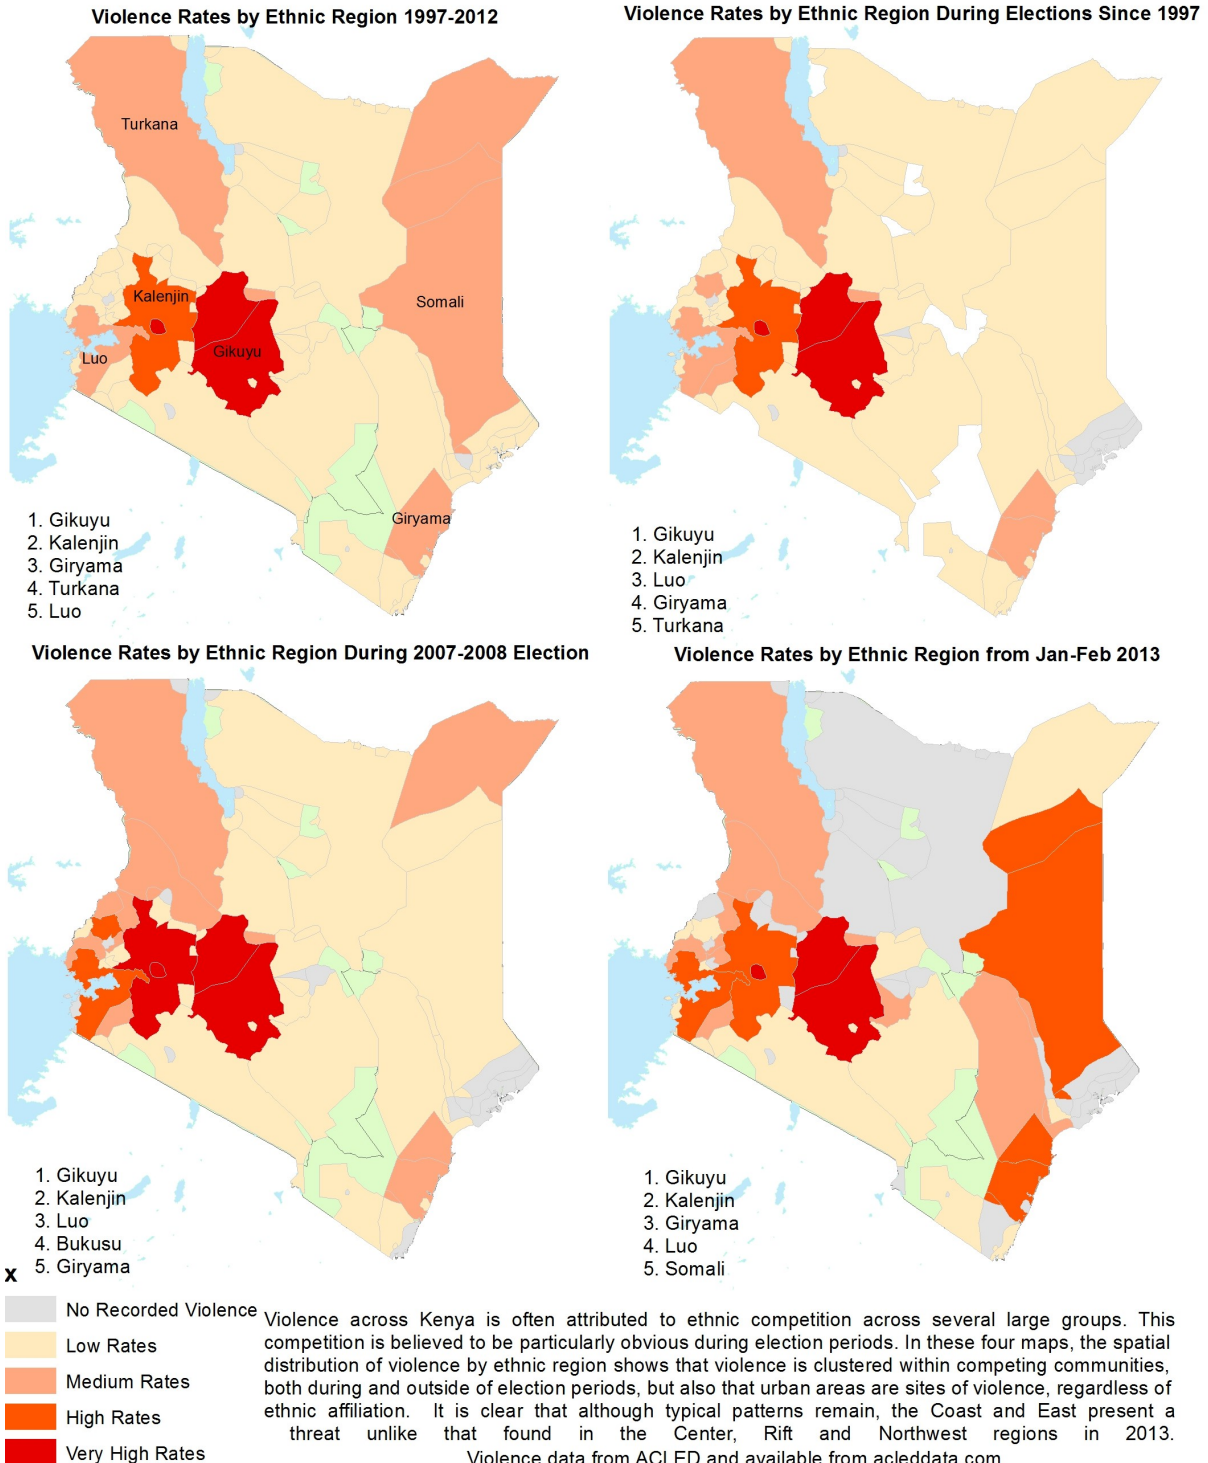 Violence Rates by Ethnic Region 1997-2012
Turkana
Kalenjin
Somali
Luo
Gikuyu
Giryama
1. Gikuyu
2. Kalenjin
3. Giryama
4. Turkana
5. Luo
Violence Rates by Ethnic Region During Elections Since 1997
1. Gikuyu
2. Kalenjin
3. Luo
4. Giryama
5. Turkana
Violence Rates by Ethnic Region During 2007-2008 Election
1. Gikuyu
2. Kalenjin
3. Luo
4. Bukusu
5. Giryama
Violence Rates by Ethnic Region from Jan-Feb 2013
1. Gikuyu
2. Kalenjin
3. Giryama
4. Luo
5. Somali
x
No Recorded Violence
Low Rates
Medium Rates
High Rates
Very High Rates
Violence across Kenya is often attributed to ethnic competition across several large groups. This
competition is believed to be particularly obvious during election periods. In these four maps, the spatial
distribution of violence by ethnic region shows that violence is clustered within competing communities,
both during and outside of election periods, but also that urban areas are sites of violence, regardless of
ethnic affiliation. It is clear that although typical patterns remain, the Coast and East present a
threat unlike that found in the Center, Rift and Northwest regions in 2013.
Violence data from ACLED and available from acleddata.com